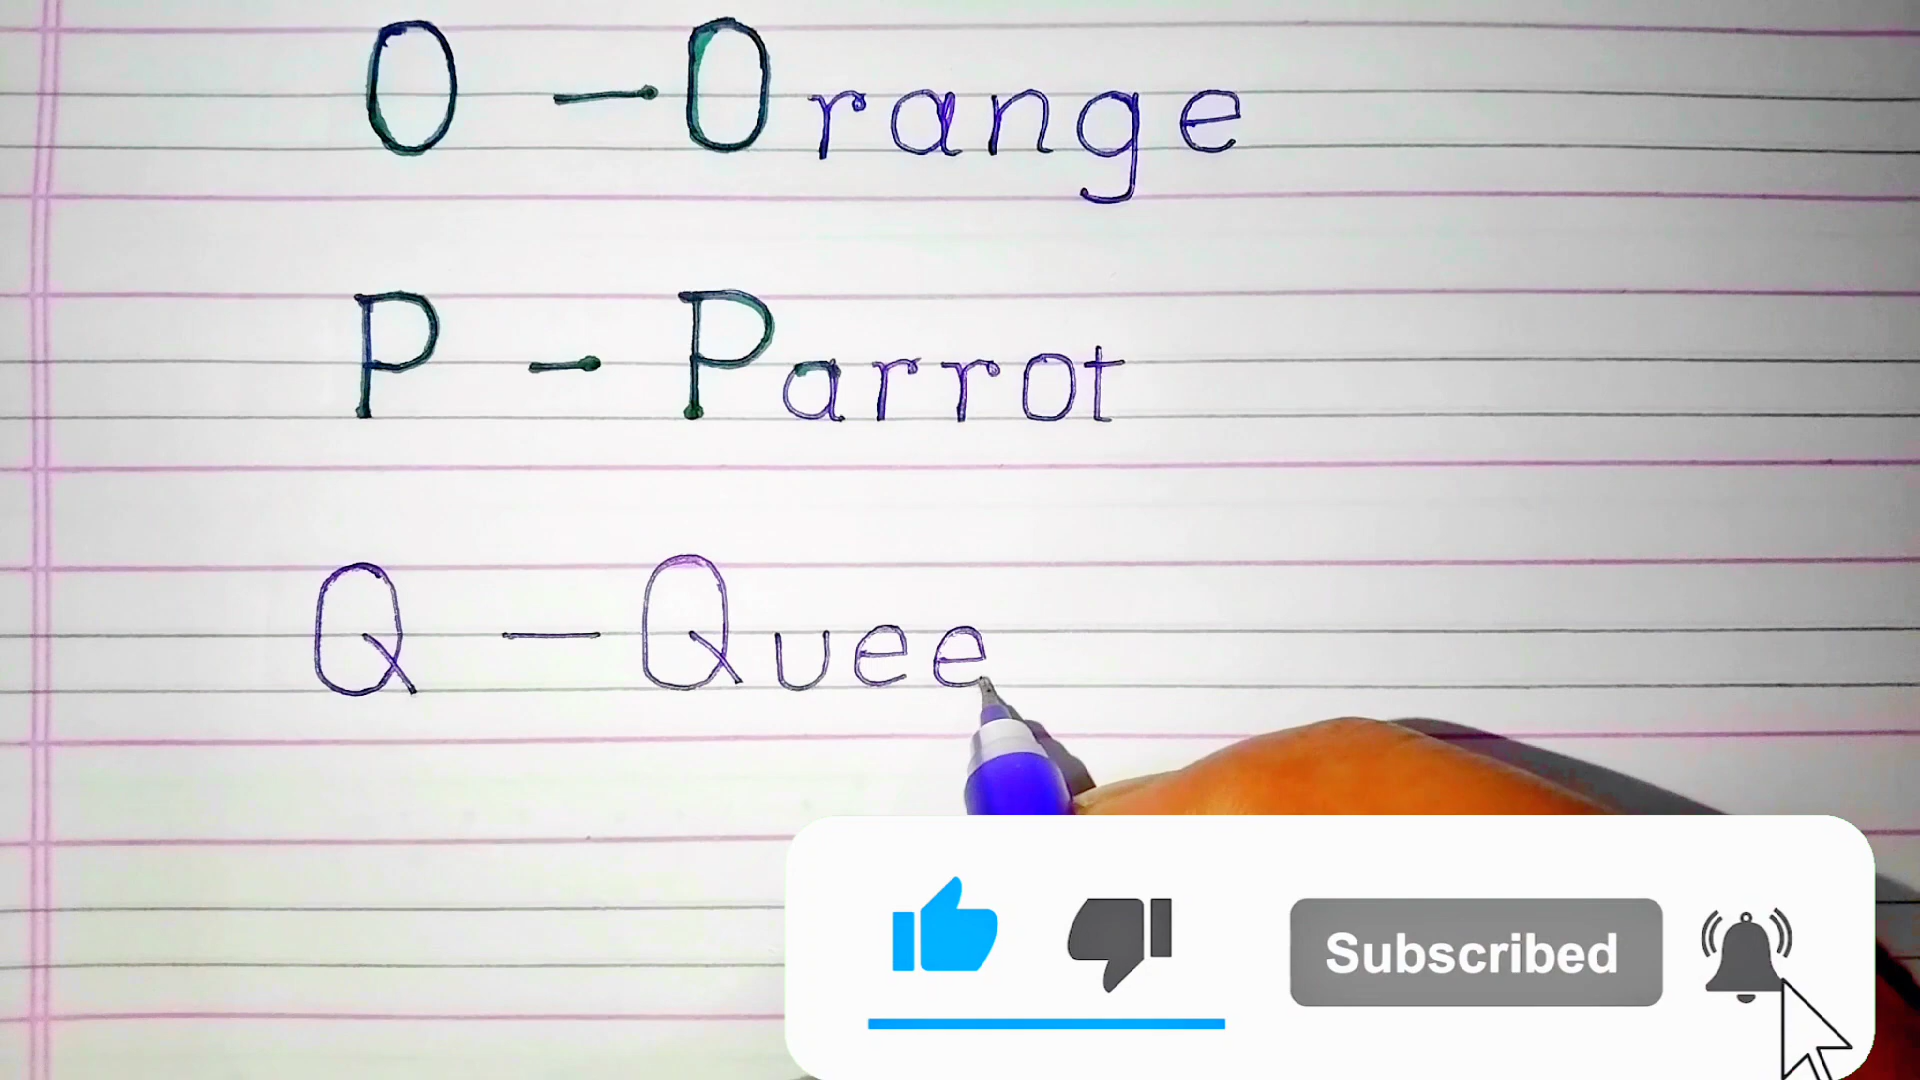 O - Orange
P - Parrot
Q - Quee
Subscribed